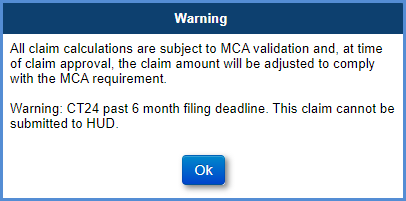 Warning
All claim calculations are subject to MCA validation and, at time
of claim approval, the claim amount will be adjusted to comply
with the MCA requirement.
Warning: CT24 past 6 month filing deadline. This claim cannot be
submitted to HUD.
Ok